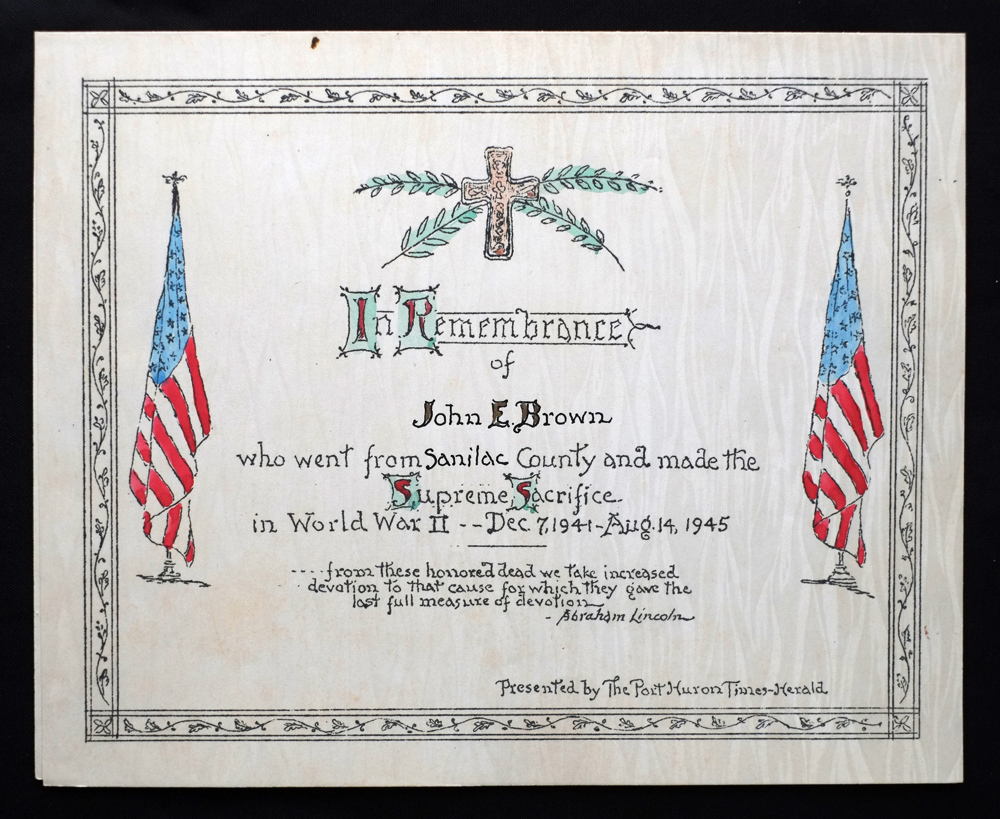 In Remembrance
of
John E. Brown
who went from Sanilac County and made the
Supreme Sacrifice
in World War II -- Dec. 7, 1941 - Aug. 14, 1945
.... from these honored dead we take increased
devotion to that cause for which they gave the
last full measure of devotion
- Abraham Lincoln
Presented by The Port Huron Times-Herald